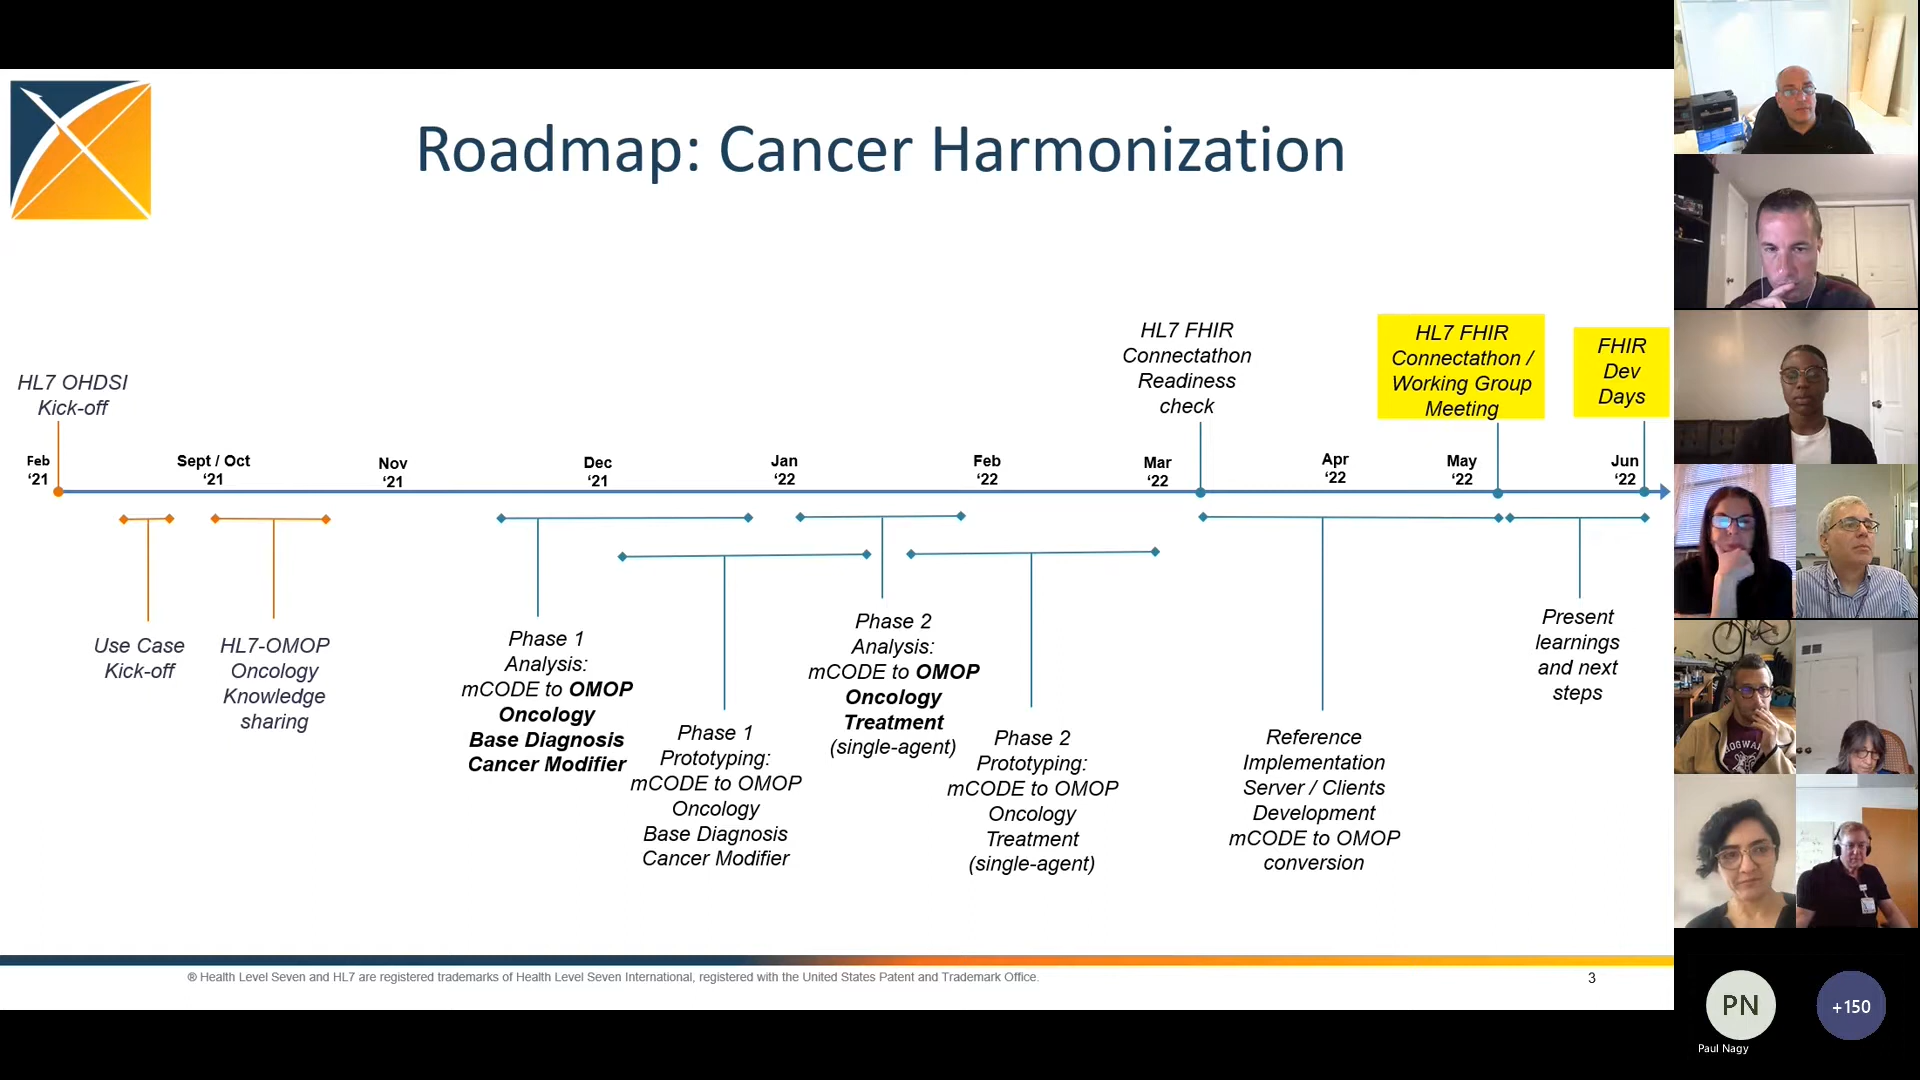 Roadmap: Cancer Harmonization
HL7 OHDSI
Kick-off
HL7 FHIR
Connectathon
Readiness
check
HL7 FHIR
Connectathon /
Working Group
Meeting
FHIR
Dev
Days
Feb
‘21
Sept / Oct
‘21
Nov
‘21
Dec
‘21
Jan
‘22
Feb
‘22
Mar
‘22
Apr
‘22
May
‘22
Jun
‘22
Use Case
Kick-off
HL7-OMOP
Oncology
Knowledge
sharing
Phase 1
Analysis:
mCODE to OMOP
Oncology
Base Diagnosis
Cancer Modifier
Phase 1
Prototyping:
mCODE to OMOP
Oncology
Base Diagnosis
Cancer Modifier
Phase 2
Analysis:
mCODE to OMOP
Oncology
Treatment
(single-agent)
Phase 2
Prototyping:
mCODE to OMOP
Oncology
Treatment
(single-agent)
Reference
Implementation
Server / Clients
Development
mCODE to OMOP
conversion
Present
learnings
and next
steps
® Health Level Seven and HL7 are registered trademarks of Health Level Seven International, registered with the United States Patent and Trademark Office.
3
PN
Paul Nagy
+150